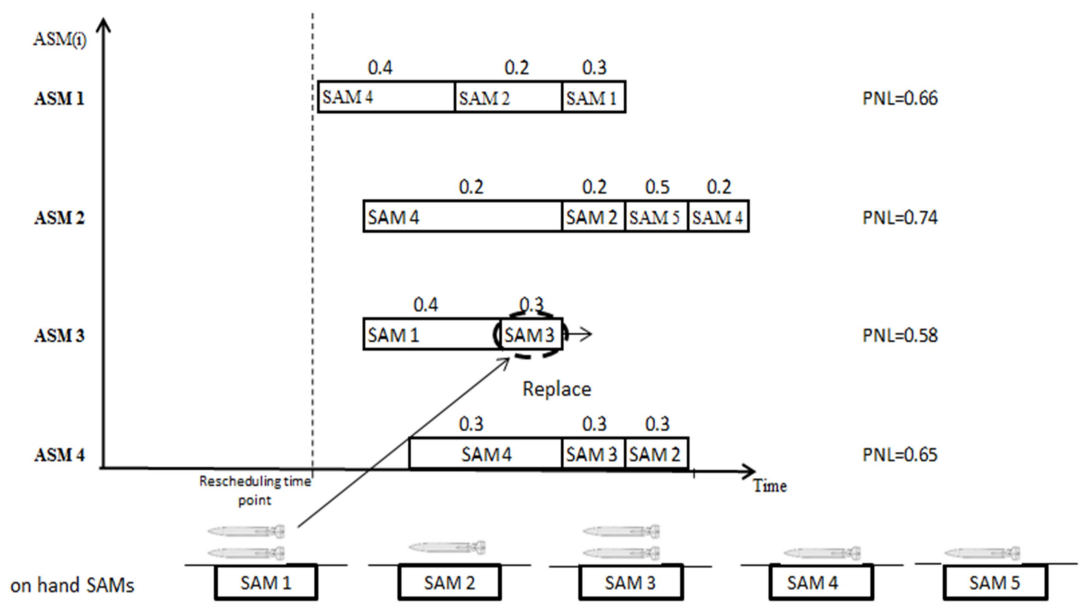 ASM(i)
0.4 0.2 0.3
ASM 1 SAM 4 SAM 2 SAM 1 PNL=0.66
0.2 0.2 0.5 0.2
ASM 2 SAM 4 SAM 2 SAM 5 SAM 4 PNL=0.74
0.4 0.3
ASM 3 SAM 1 SAM 3 PNL=0.58
Replace
0.3 0.3 0.3
ASM 4 SAM 4 SAM 3 SAM 2 PNL=0.65
Rescheduling time
point
Time
on hand SAMs SAM 1 SAM 2 SAM 3 SAM 4 SAM 5